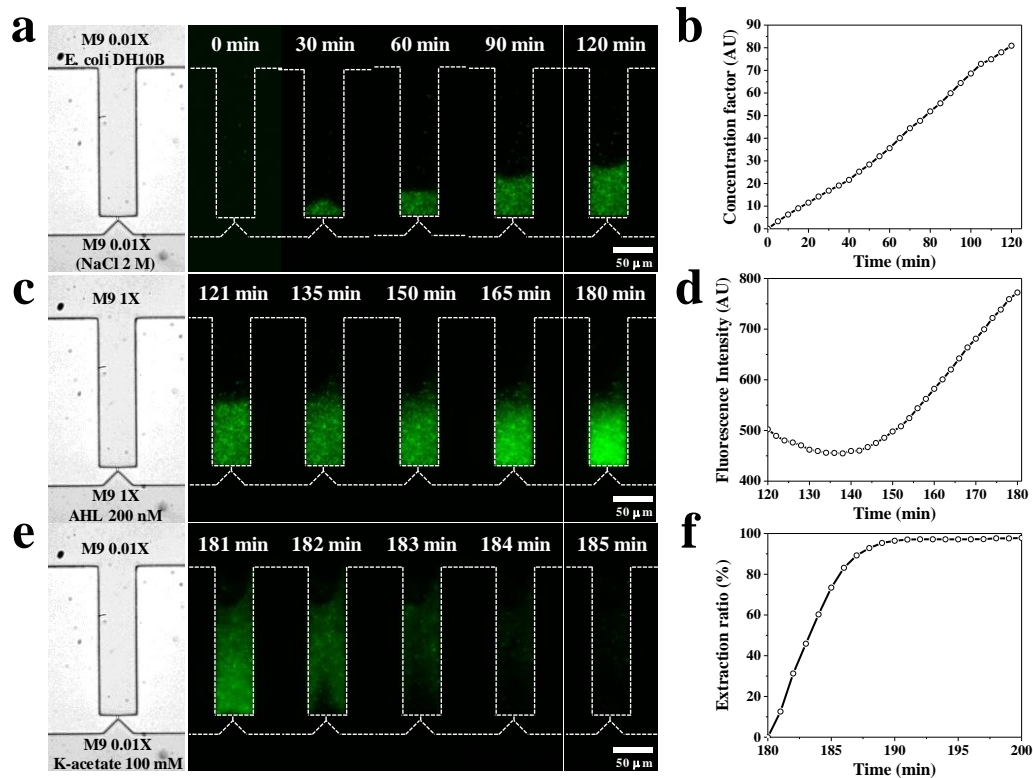 a
M9 0.01X
E. coli DH10B
M9 0.01X
(NaCl 2 M)
0 min 30 min 60 min 90 min 120 min
50 μm
b
Concentration factor (AU)
90
80
70
60
50
40
30
20
10
0
0 20 40 60 80 100 120
Time (min)
c
M9 1X
M9 1X
AHL 200 nM
121 min 135 min 150 min 165 min 180 min
50 μm
d
Fluorescence Intensity (AU)
800
700
600
500
400
120 130 140 150 160 170 180
Time (min)
e
M9 0.01X
M9 0.01X
K-acetate 100 mM
181 min 182 min 183 min 184 min 185 min
50 μm
f
Extraction ratio (%)
100
80
60
40
20
0
180 185 190 195 200
Time (min)